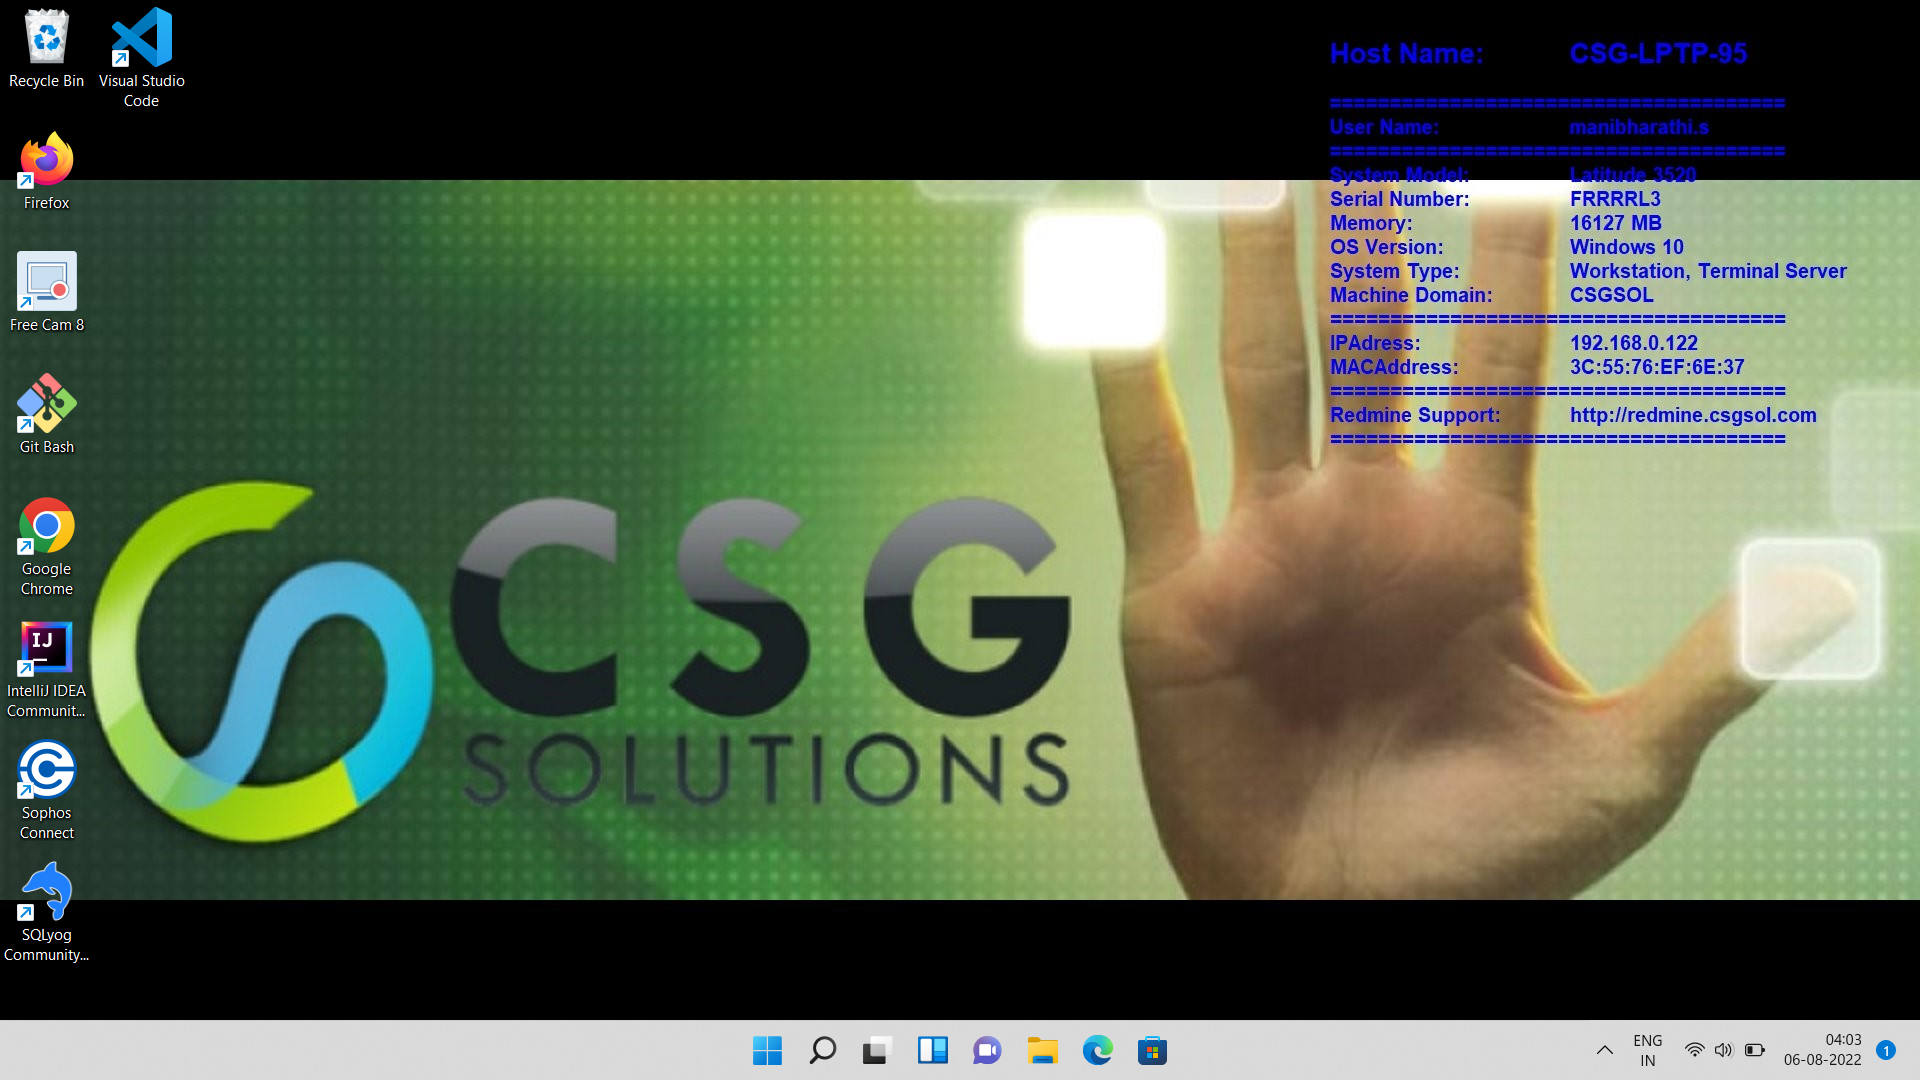 Recycle Bin
Visual Studio
Code
Firefox
Free Cam 8
Git Bash
Google
Chrome
IJ
IntelliJ IDEA
Communit...
Sophos
Connect
SQLyog
Community...
CSG
SOLUTIONS
Host Name: CSG-LPTP-95
======================================
User Name: manibharathi.s
======================================
System Model: Latitude 3520
Serial Number: FRRRRL3
Memory: 16127 MB
OS Version: Windows 10
System Type: Workstation, Terminal Server
Machine Domain: CSGSOL
======================================
IPAdress: 192.168.0.122
MACAddress: 3C:55:76:EF:6E:37
======================================
Redmine Support: http://redmine.csgsol.com
======================================
ENG
IN
04:03
06-08-2022
1